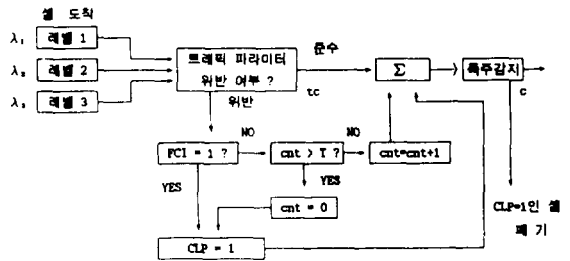 셀 도착
λ₁ 레벨 1
λ₂ 레벨 2
λ₃ 레벨 3
트래픽 파라미터
위반 여부 ?
준수
tc
위반
Σ
폭주감지
c
FCI = 1 ?
NO
cnt > T ?
NO
cnt=cnt+1
YES
YES
cnt = 0
CLP = 1
CLP=1인 셀
폐 기